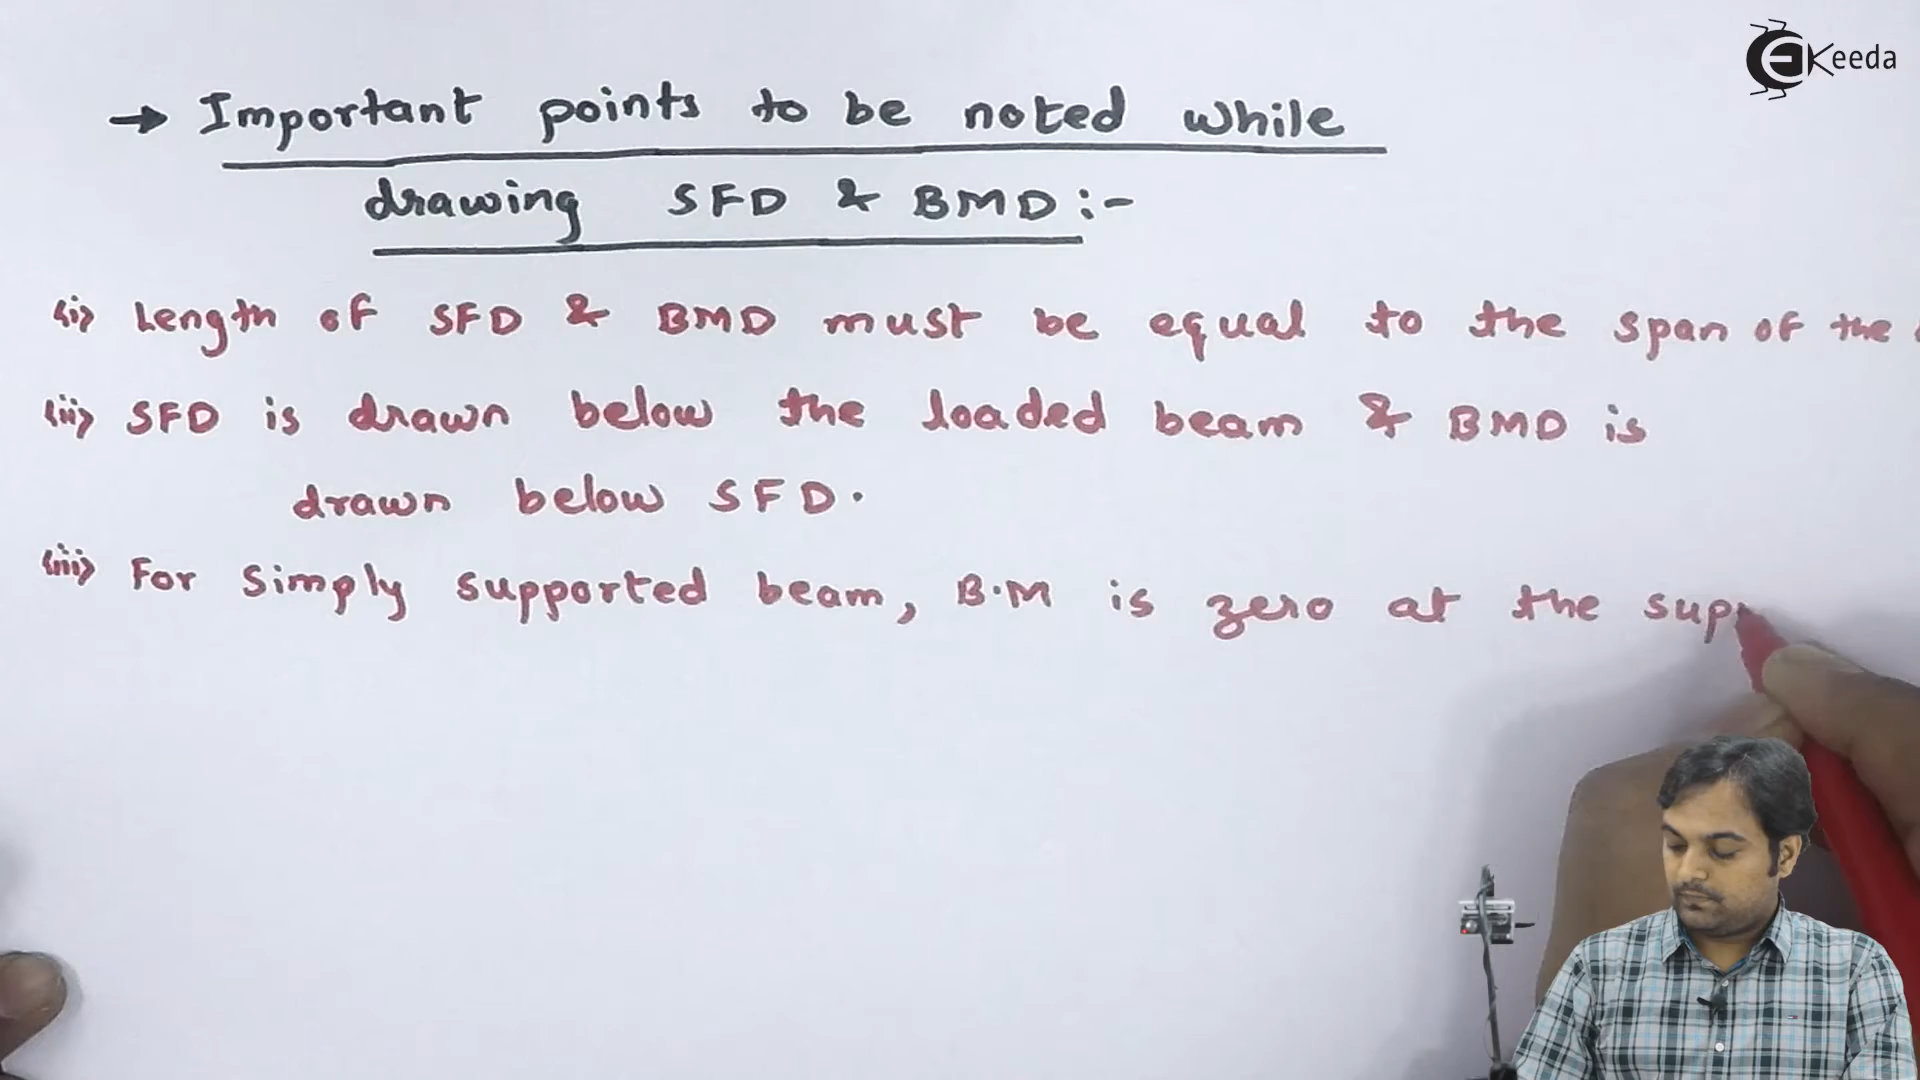 EKeeda
→ Important points to be noted while
drawing SFD & BMD :-
(i) Length of SFD & BMD must be equal to the span of the
(ii) SFD is drawn below the loaded beam & BMD is
drawn below SFD.
(iii) For simply supported beam, B.M is zero at the supp